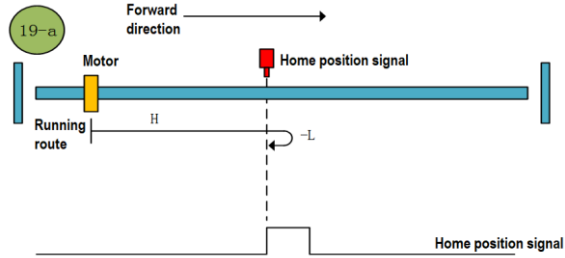 19-a
Forward
direction
Motor
Home position signal
Running
route
H
-L
Home position signal